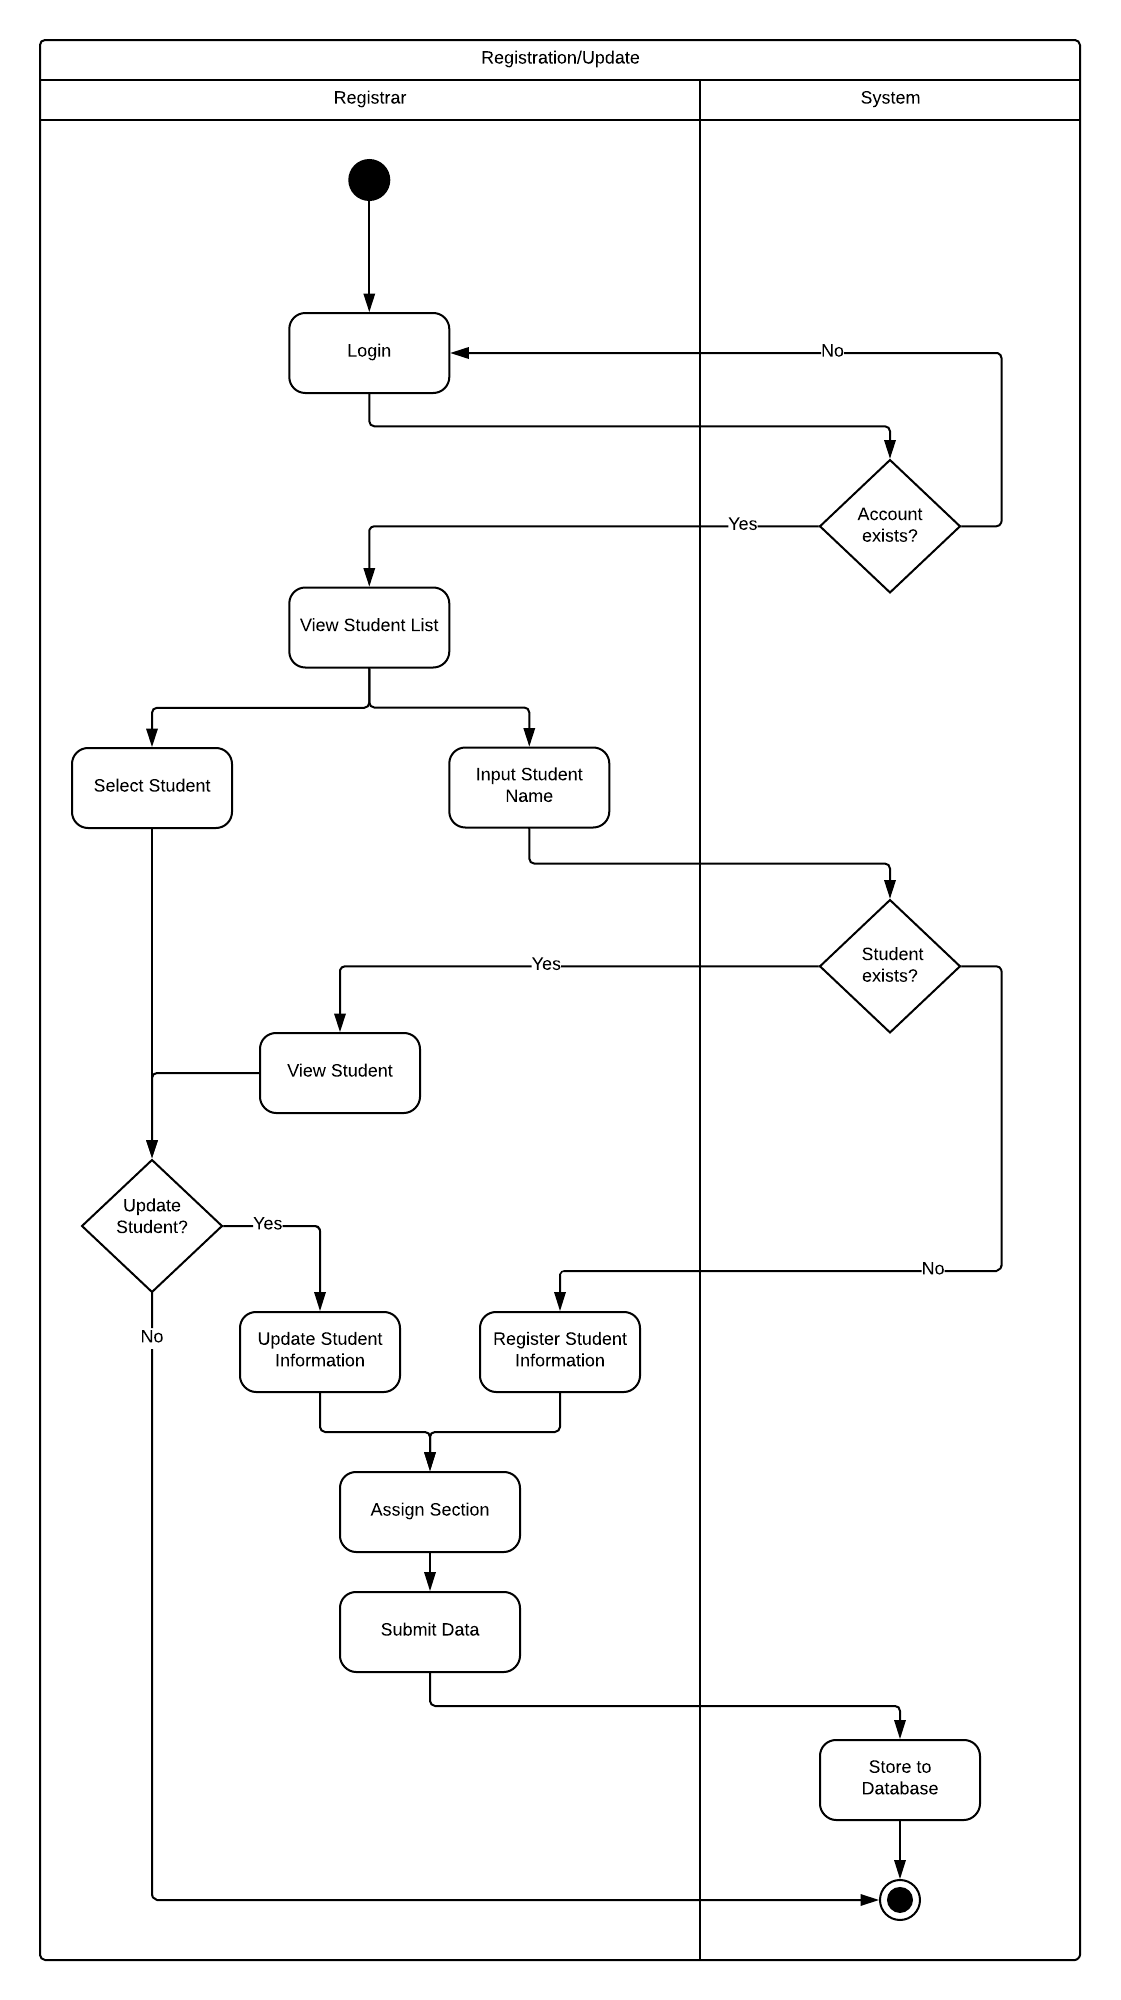 Registration/Update
Registrar
System
Login
No
Account
exists?
Yes
View Student List
Select Student
Input Student
Name
Student
exists?
Yes
View Student
Update
Student?
Yes
No
No
Update Student
Information
Register Student
Information
Assign Section
Submit Data
Store to
Database